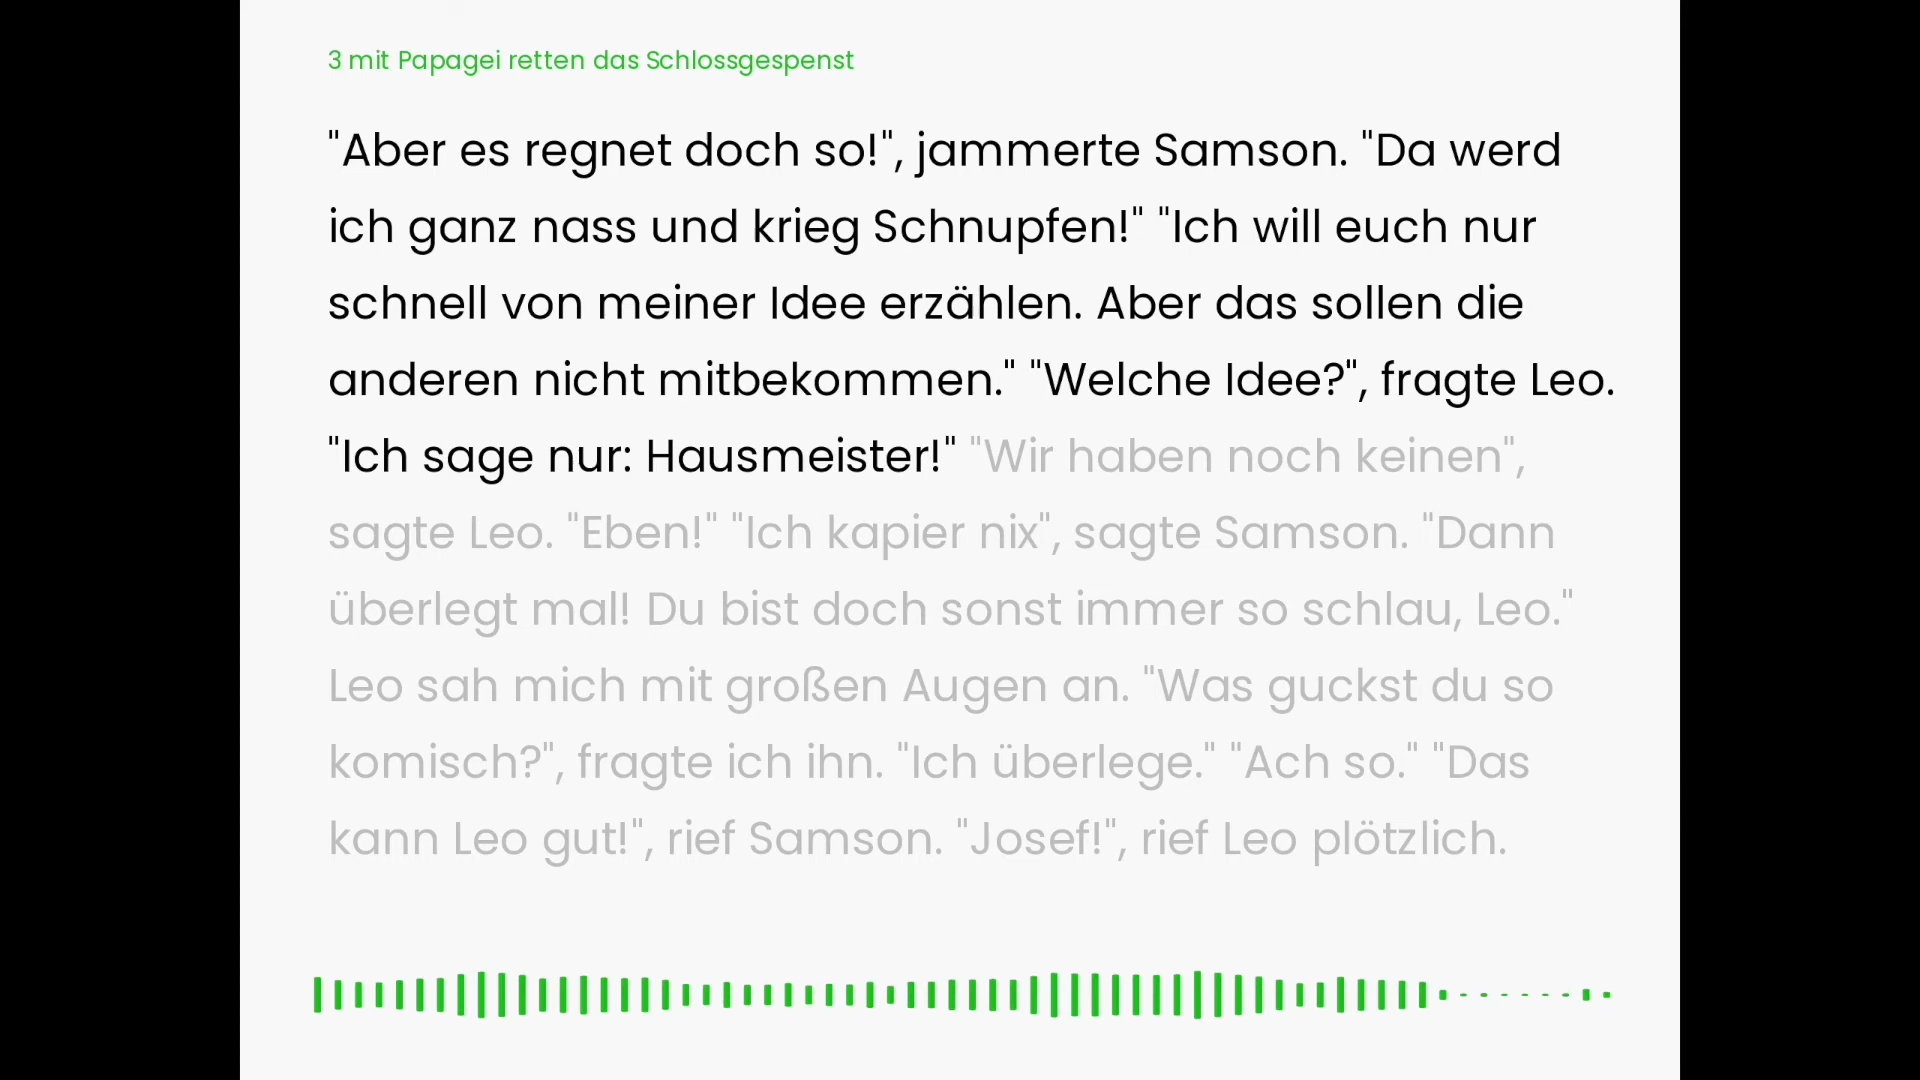 3 mit Papagei retten das Schlossgespenst
"Aber es regnet doch so!", jammerte Samson. "Da werd
ich ganz nass und krieg Schnupfen!" "Ich will euch nur
schnell von meiner Idee erzählen. Aber das sollen die
anderen nicht mitbekommen." "Welche Idee?", fragte Leo.
"Ich sage nur: Hausmeister!" "Wir haben noch keinen",
sagte Leo. "Eben!" "Ich kapier nix", sagte Samson. "Dann
überlegt mal! Du bist doch sonst immer so schlau, Leo."
Leo sah mich mit großen Augen an. "Was guckst du so
komisch?", fragte ich ihn. "Ich überlege." "Ach so." "Das
kann Leo gut!", rief Samson. "Josef!", rief Leo plötzlich.